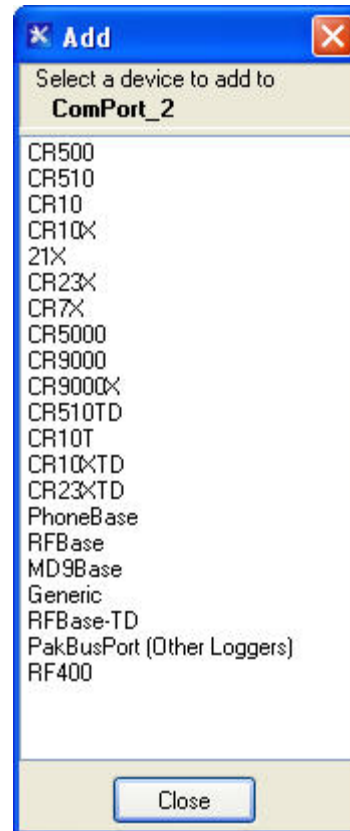 Add
Select a device to add to
ComPort_2
CR500
CR510
CR10
CR10X
21X
CR23X
CR7X
CR5000
CR9000
CR9000X
CR510TD
CR10T
CR10XTD
CR23XTD
PhoneBase
RFBase
MD9Base
Generic
RFBase-TD
PakBusPort (Other Loggers)
RF400
Close